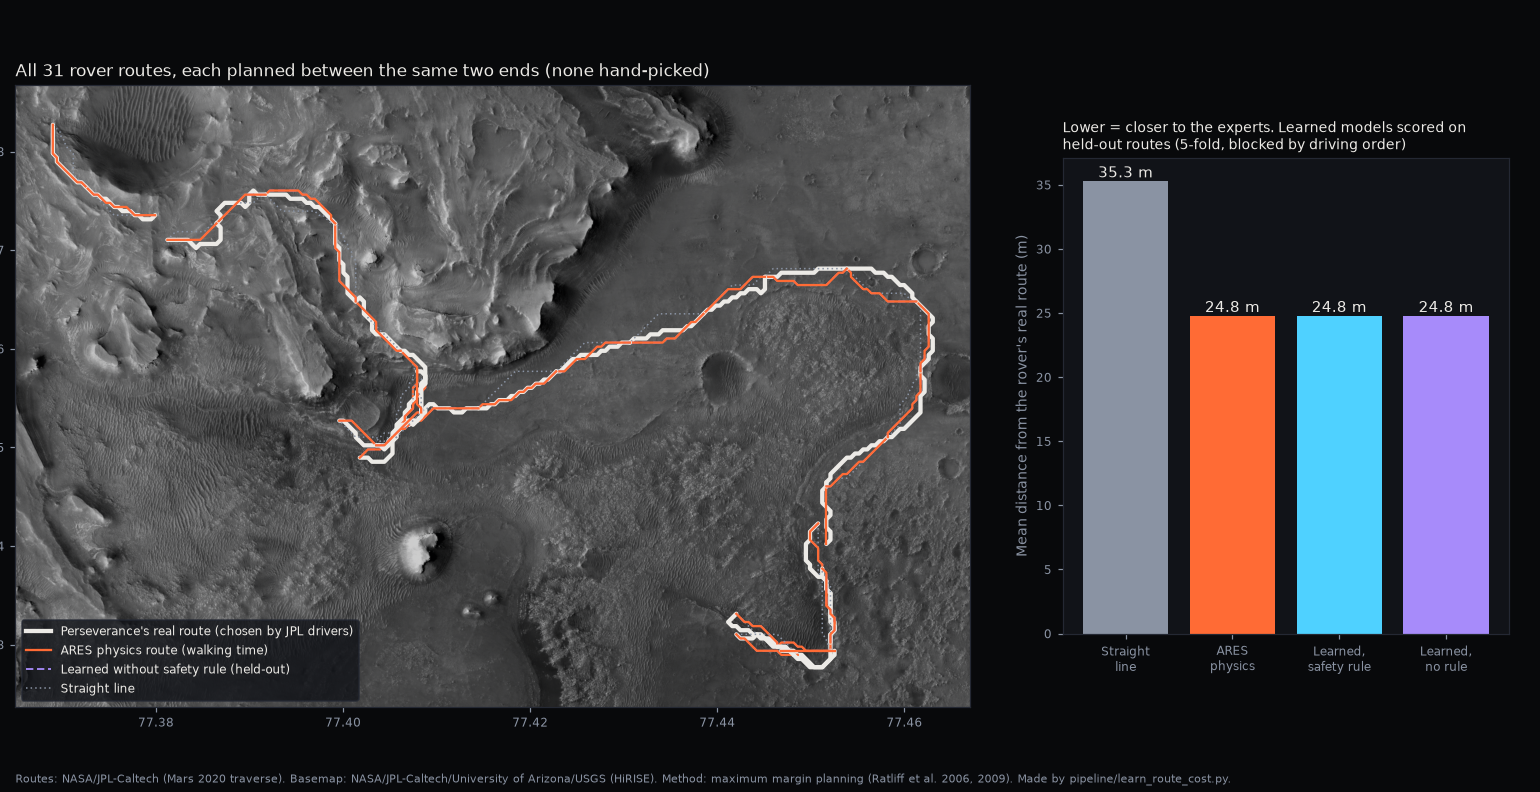 All 31 rover routes, each planned between the same two ends (none hand-picked)
3
7
6
5
4
3
77.38
77.40
77.42
77.44
77.46
Perseverance's real route (chosen by JPL drivers)
ARES physics route (walking time)
Learned without safety rule (held-out)
Straight line
Lower = closer to the experts. Learned models scored on
held-out routes (5-fold, blocked by driving order)
Mean distance from the rover's real route (m)
35
30
25
20
15
10
5
0
35.3 m
24.8 m
24.8 m
24.8 m
Straight
line
ARES
physics
Learned,
safety rule
Learned,
no rule
Routes: NASA/JPL-Caltech (Mars 2020 traverse). Basemap: NASA/JPL-Caltech/University of Arizona/USGS (HiRISE). Method: maximum margin planning (Ratliff et al. 2006, 2009). Made by pipeline/learn_route_cost.py.